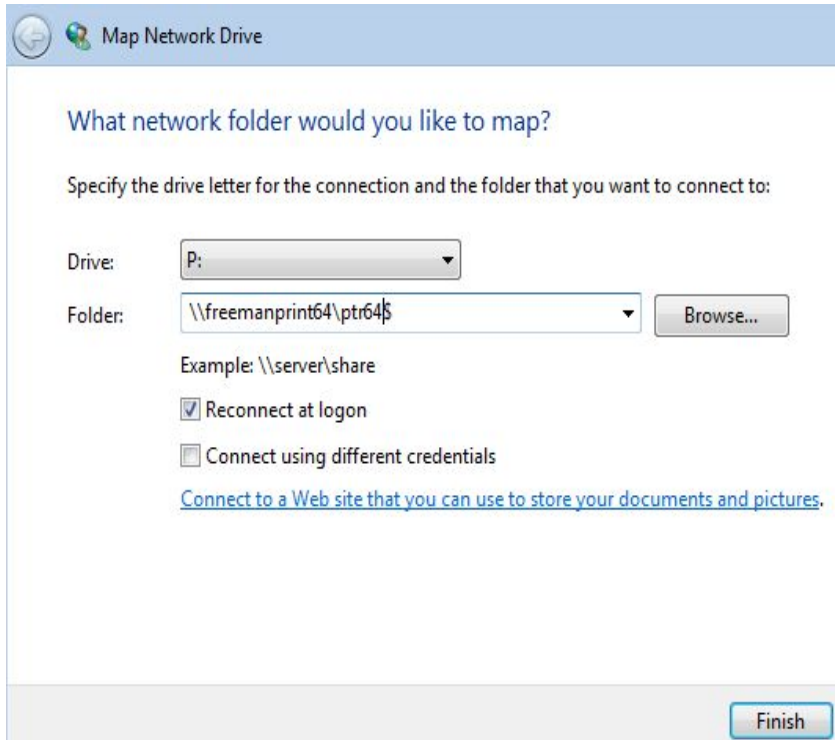 Map Network Drive
What network folder would you like to map?
Specify the drive letter for the connection and the folder that you want to connect to:
Drive: P:
Folder: \\freemanprint64\ptr64$ Browse...
Example: \\server\share
Reconnect at logon
Connect using different credentials
Connect to a Web site that you can use to store your documents and pictures.
Finish